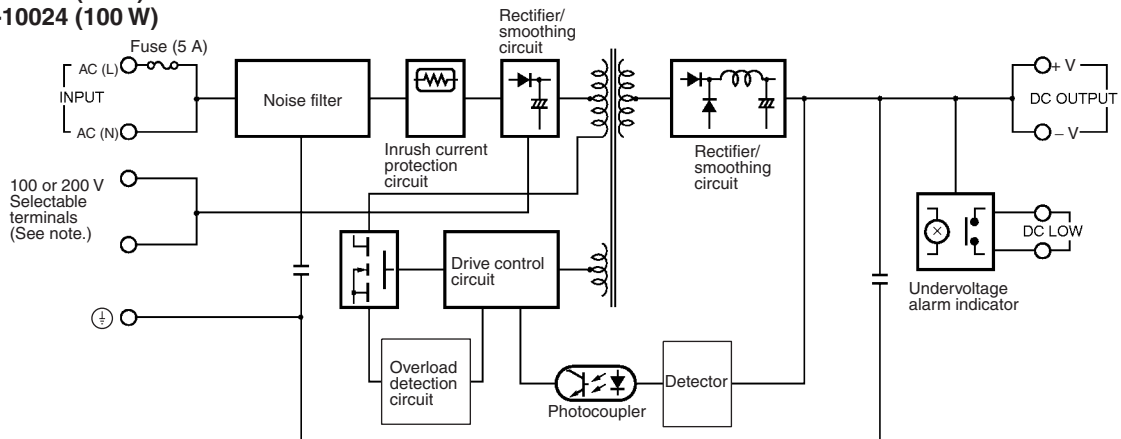 -10024 (100 W)
Rectifier/
smoothing
circuit
Fuse (5 A)
AC (L)
INPUT
AC (N)
Noise filter
Inrush current
protection
circuit
Rectifier/
smoothing
circuit
+ V
DC OUTPUT
– V
100 or 200 V
Selectable
terminals
(See note.)
Drive control
circuit
DC LOW
Undervoltage
alarm indicator
Overload
detection
circuit
Photocoupler
Detector